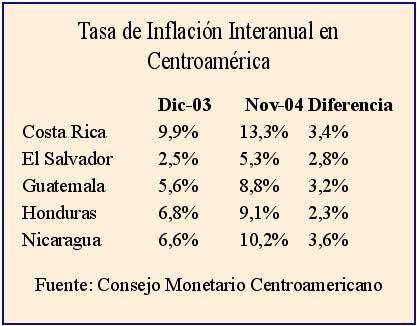 Tasa de Inflación Interanual en
Centroamérica
Dic-03 Nov-04 Diferencia
Costa Rica 9,9% 13,3% 3,4%
El Salvador 2,5% 5,3% 2,8%
Guatemala 5,6% 8,8% 3,2%
Honduras 6,8% 9,1% 2,3%
Nicaragua 6,6% 10,2% 3,6%
Fuente: Consejo Monetario Centroamericano